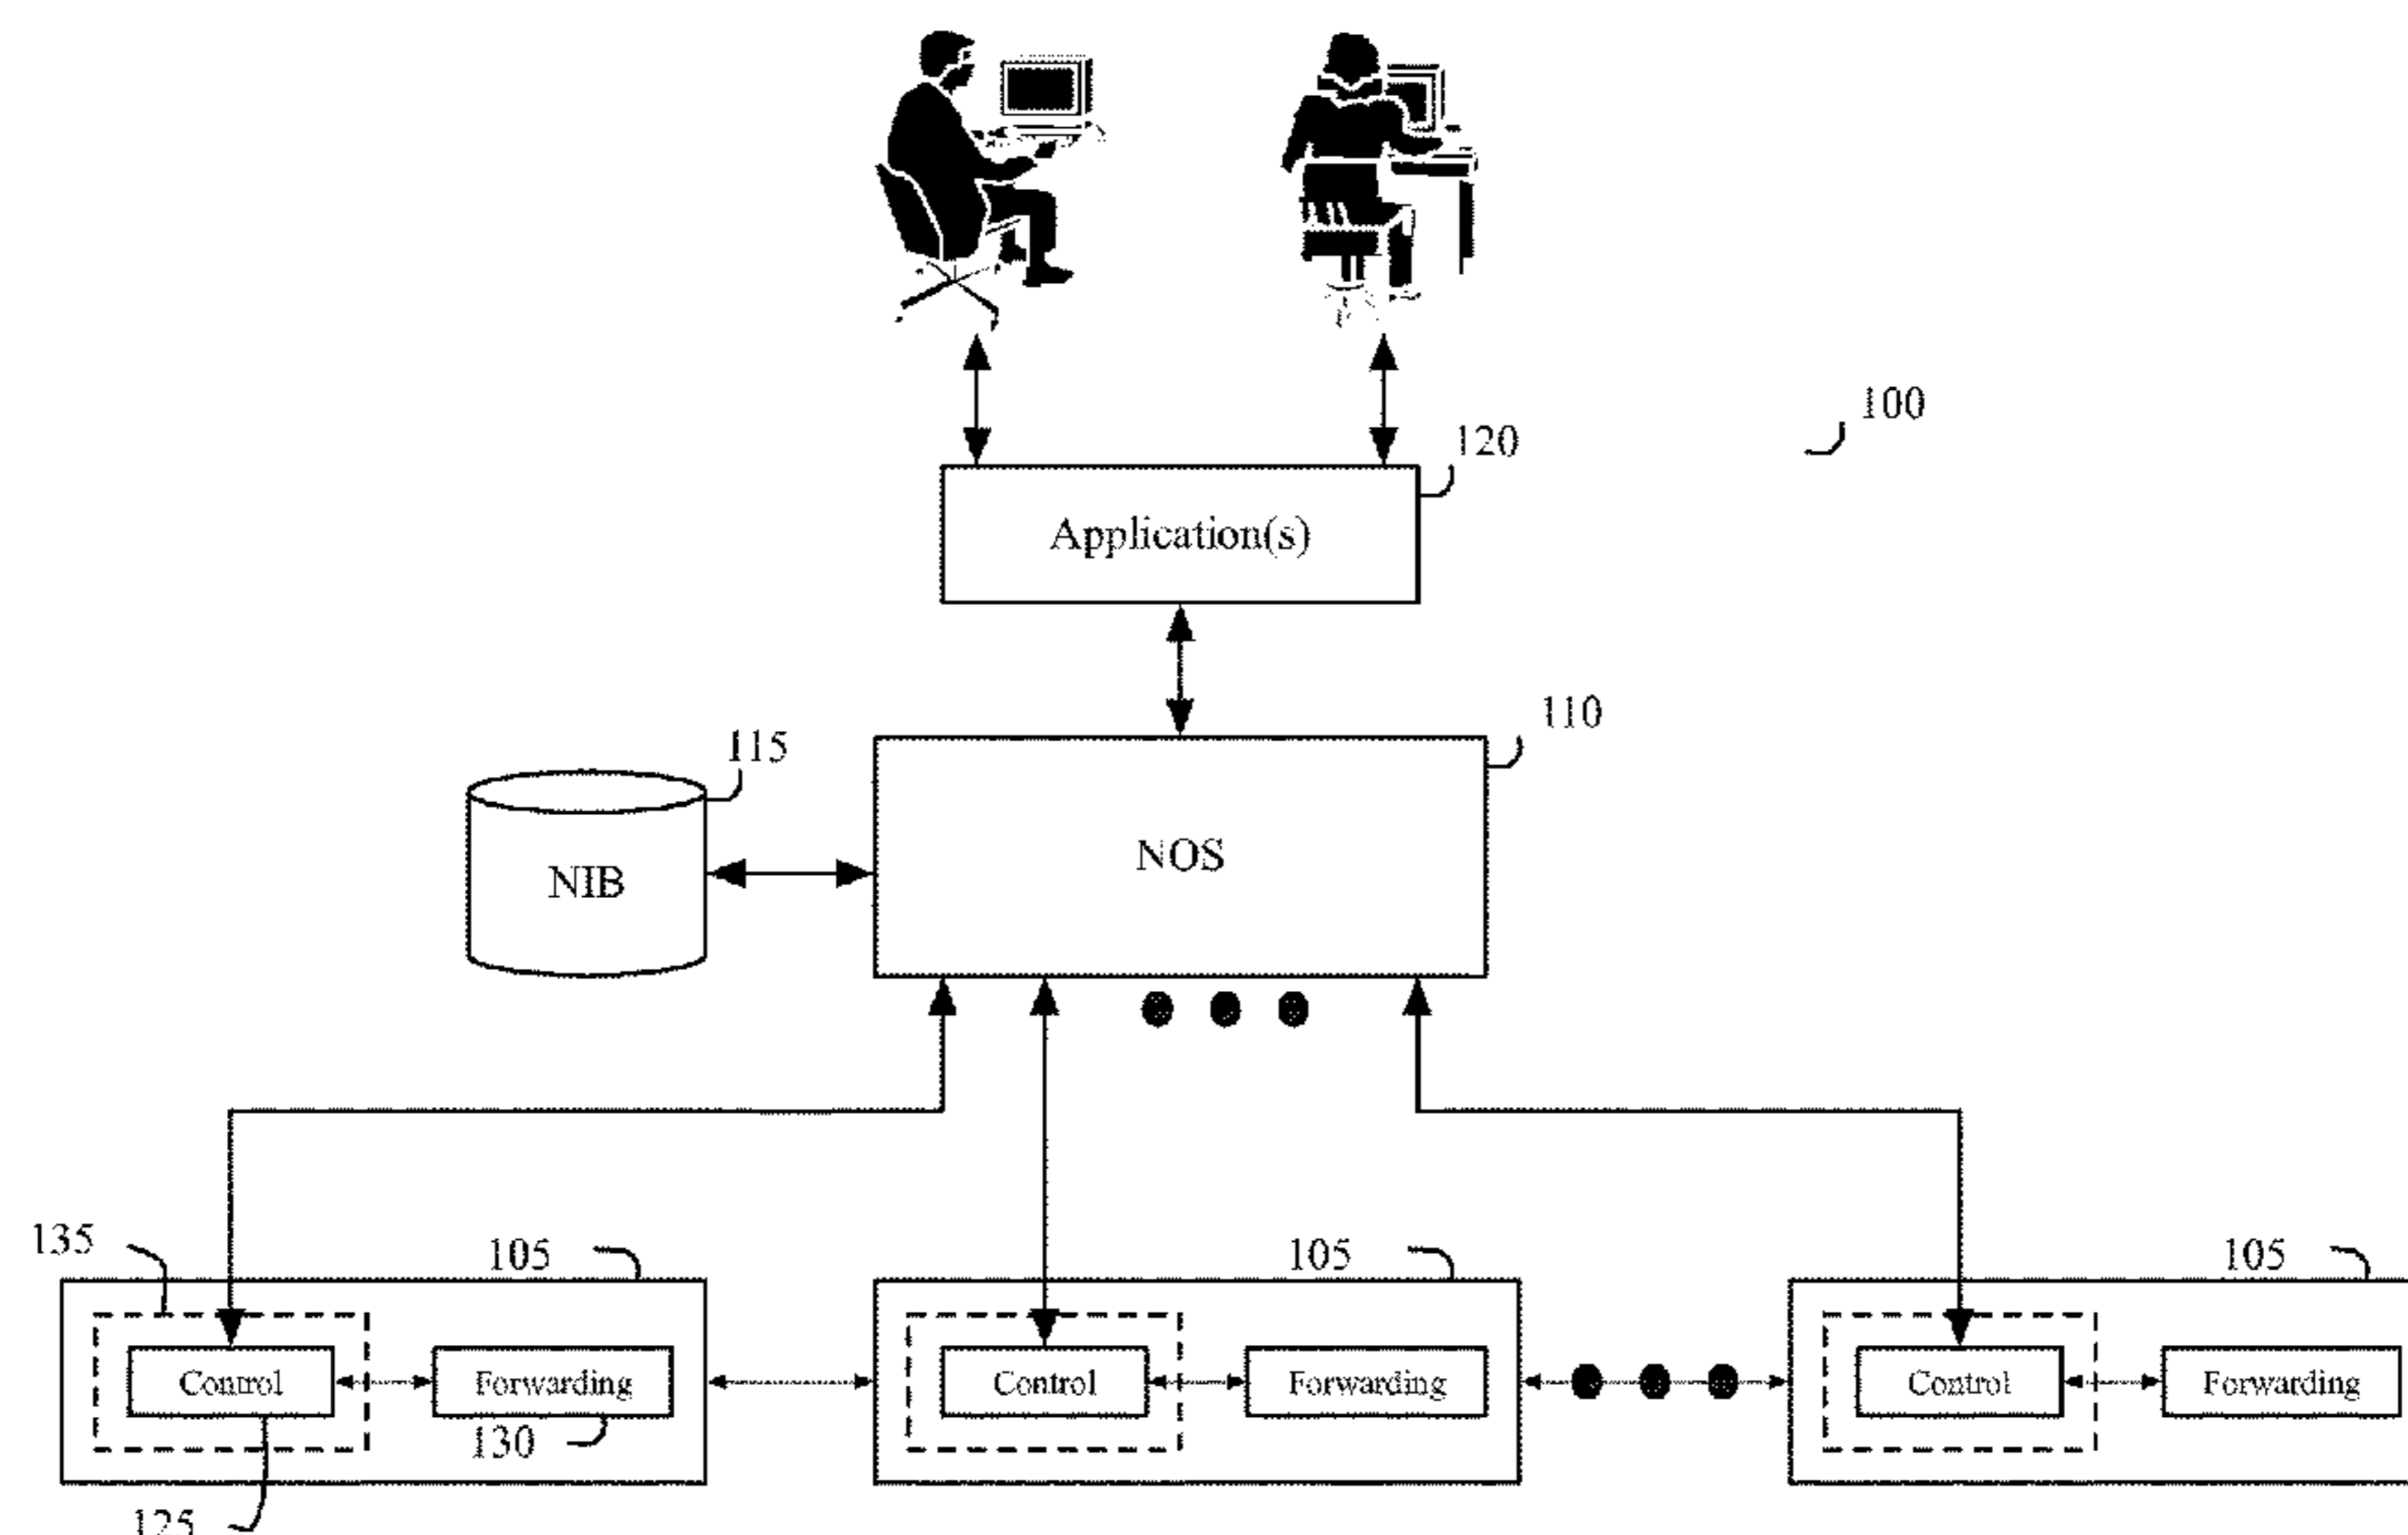 100
120
Application(s)
110
115
NOS
NIB
135
105
105
105
Control
Forwarding
Control
Forwarding
Control
Forwarding
130
125